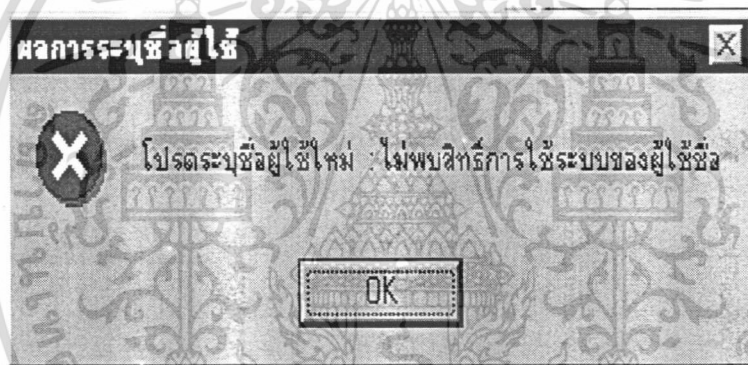 ผลการระบุชื่อผู้ใช้
โปรดระบุชื่อผู้ใช้ใหม่ : ไม่พบสิทธิ์การใช้ระบบของผู้ใช้ชื่อ
OK